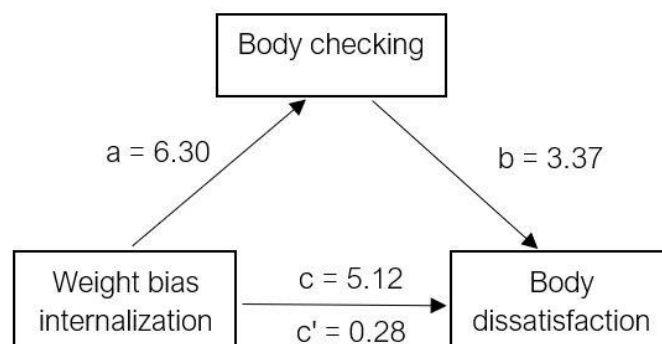 Body checking
a = 6.30
b = 3.37
Weight bias
internalization
c = 5.12
c' = 0.28
Body
dissatisfaction